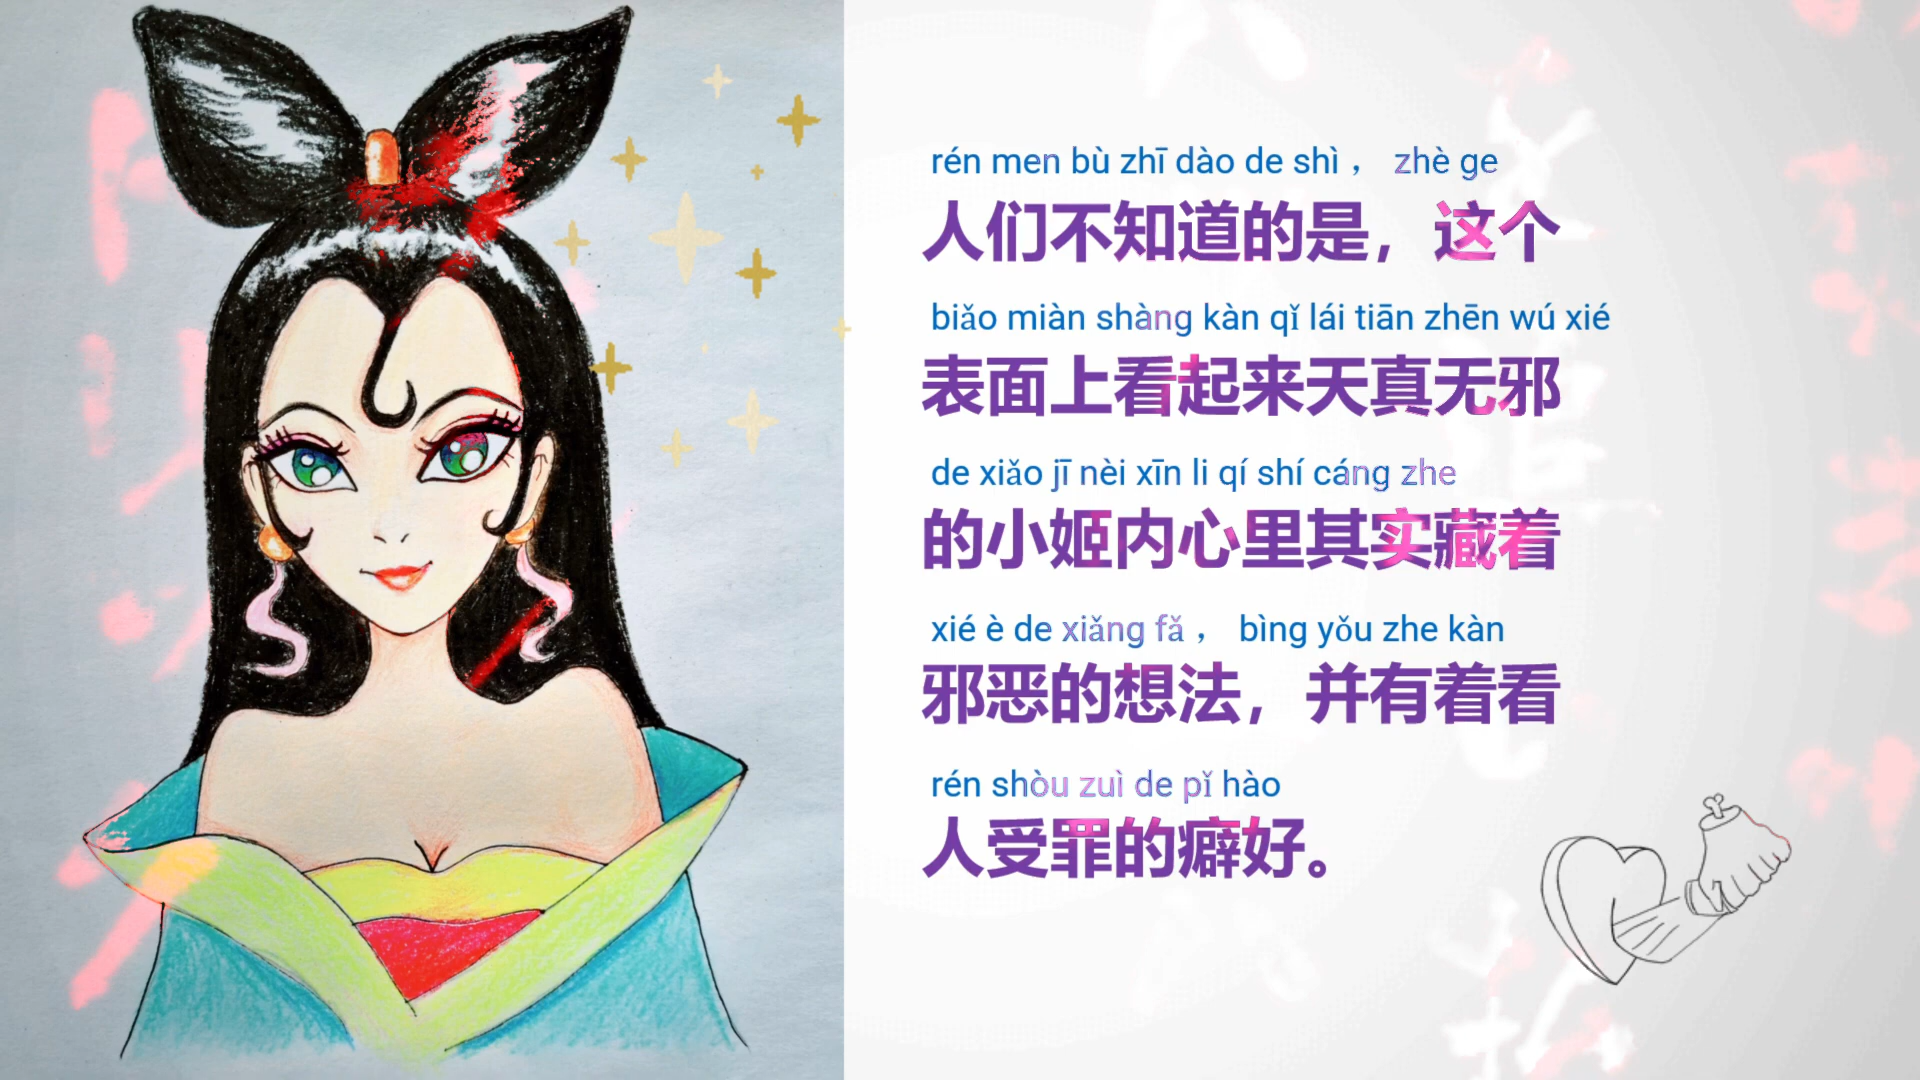 rén men bù zhī dào de shì， zhè ge
人们不知道的是，这个
biǎo miàn shàng kàn qǐ lái tiān zhēn wú xié
表面上看起来天真无邪
de xiǎo jī nèi xīn li qí shí cáng zhe
的小姬内心里其实藏着
xié è de xiǎng fǎ， bìng yǒu zhe kàn
邪恶的想法，并有着看
rén shòu zuì de pǐ hào
人受罪的癖好。